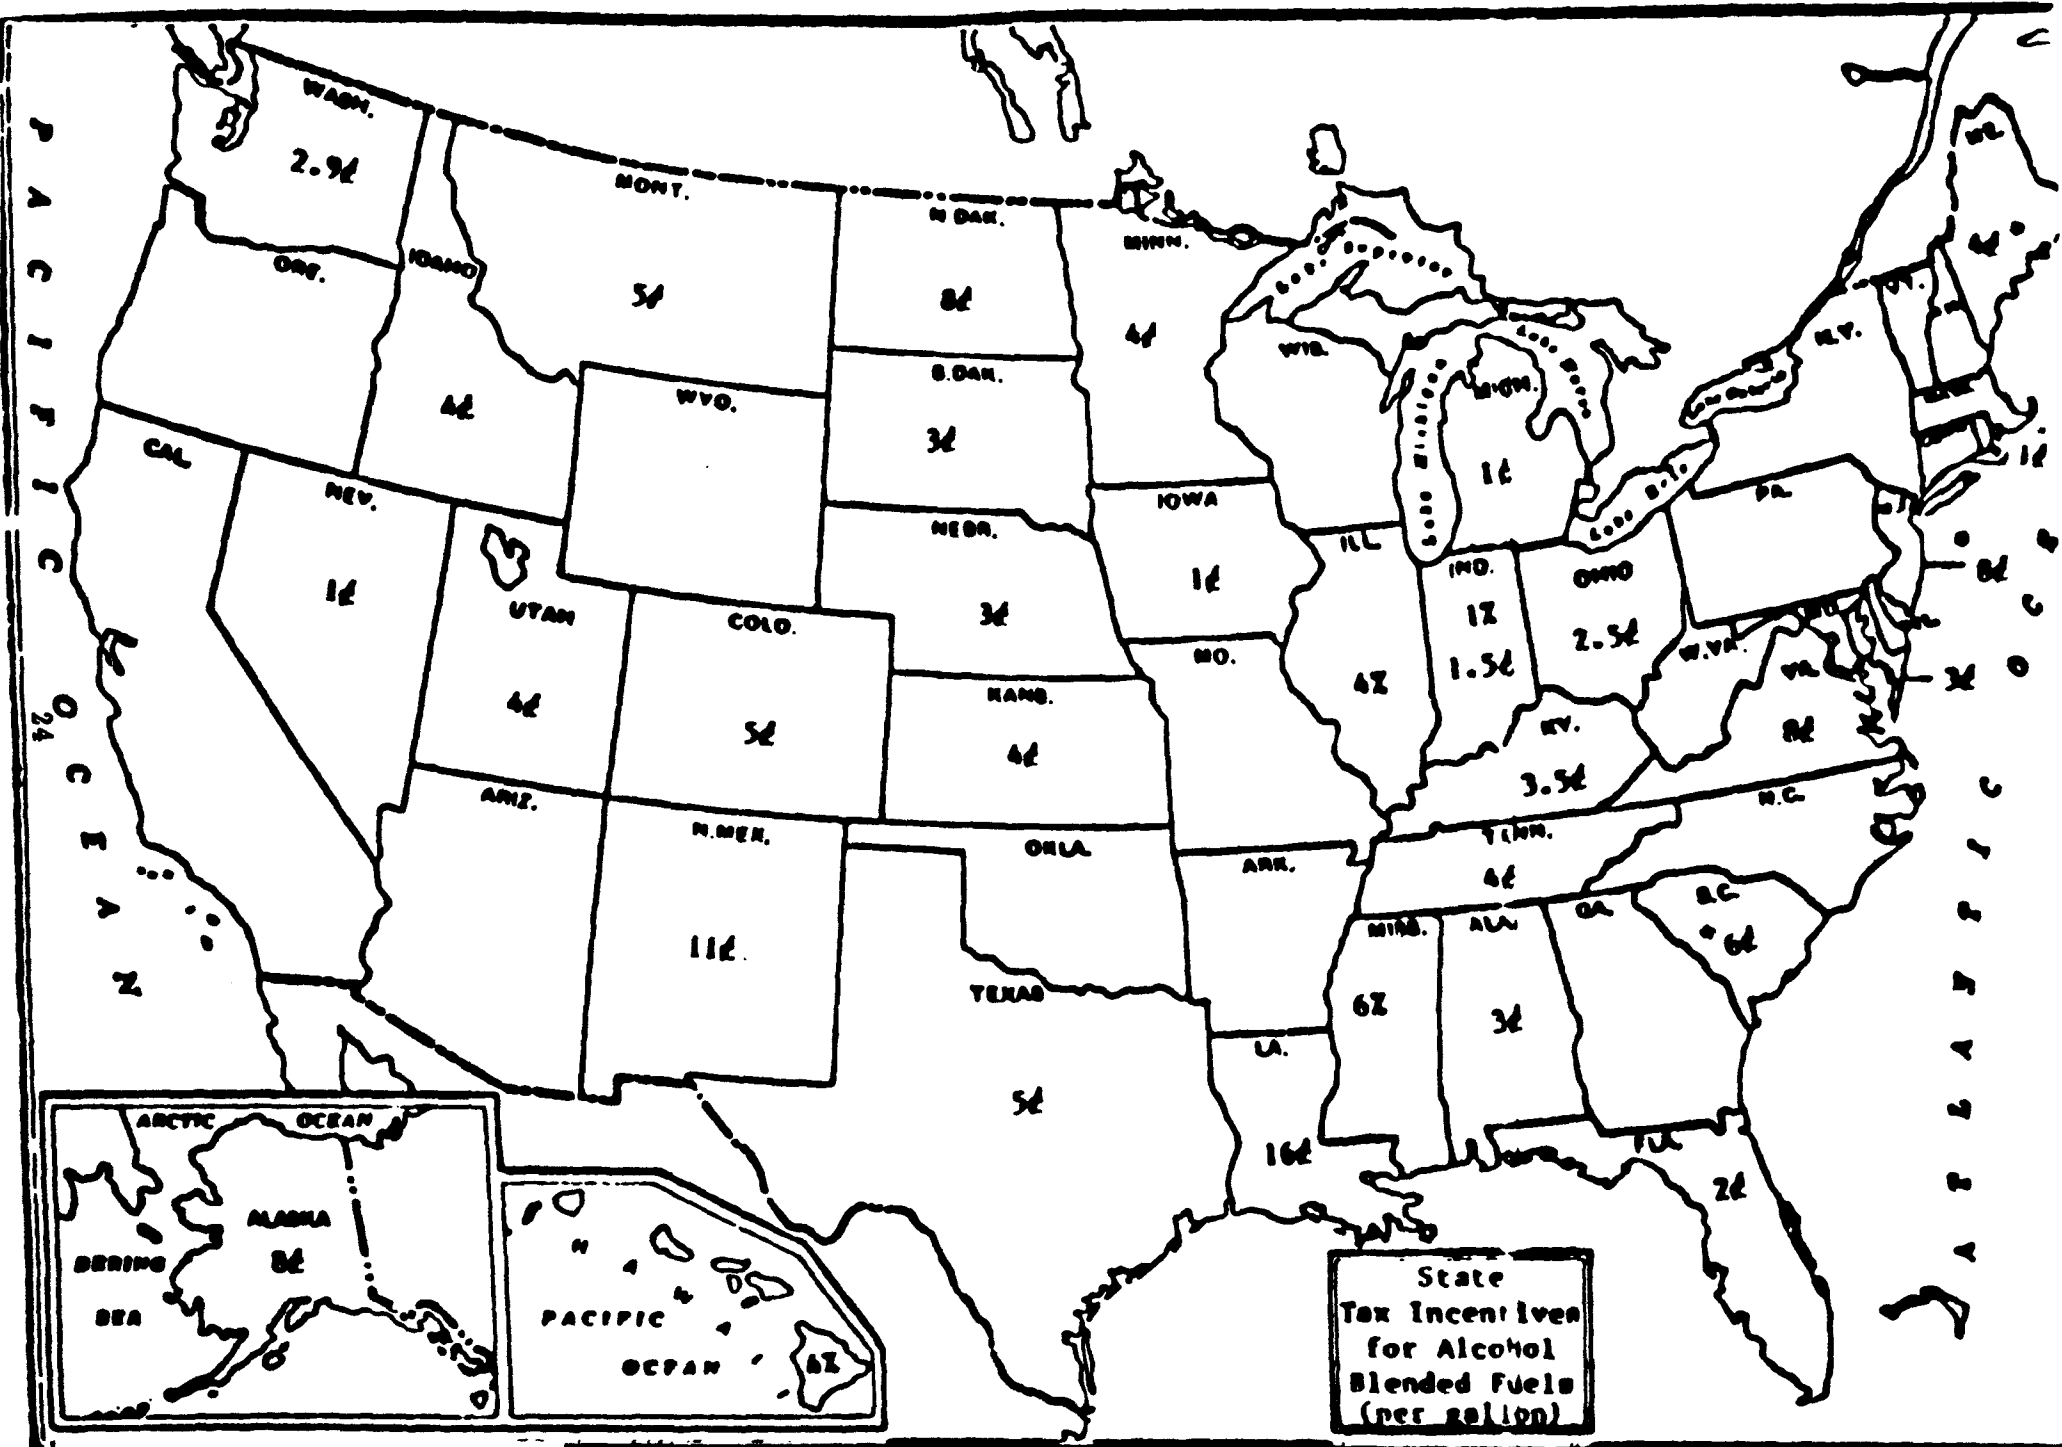 WASH.
2.9¢
MONT.
5¢
N DAK.
8¢
MINN.
4¢
ME.
4¢ *
ORE.
IDAHO
4¢
S.DAK.
3¢
WYO.
WIS.
MICH.
1¢
N.Y.
CAL.
NEV.
1¢
UTAH
4¢
COLO.
5¢
NEBR.
3¢
KANS.
4¢
IOWA
1¢
MO.
ILL.
4%
IND.
1%
1.5¢
OHIO
2.5¢
PA.
1¢
8¢
3¢
W.VA.
VA.
8¢
KY.
3.5¢
TENN.
4¢
N.C.
S.C.
* 6¢
ARIZ.
N.MEX.
11¢
OKLA.
TEXAS
5¢
ARK.
LA.
16¢
MISS.
6%
ALA.
3¢
GA.
FLA.
2¢
PACIFIC OCEAN
24
ARCTIC OCEAN
ALASKA
8¢
BERING
SEA
HAWA
PACIFIC
OCEAN
4%
State
Tax Incentives
for Alcohol
Blended Fuels
(per gallon)